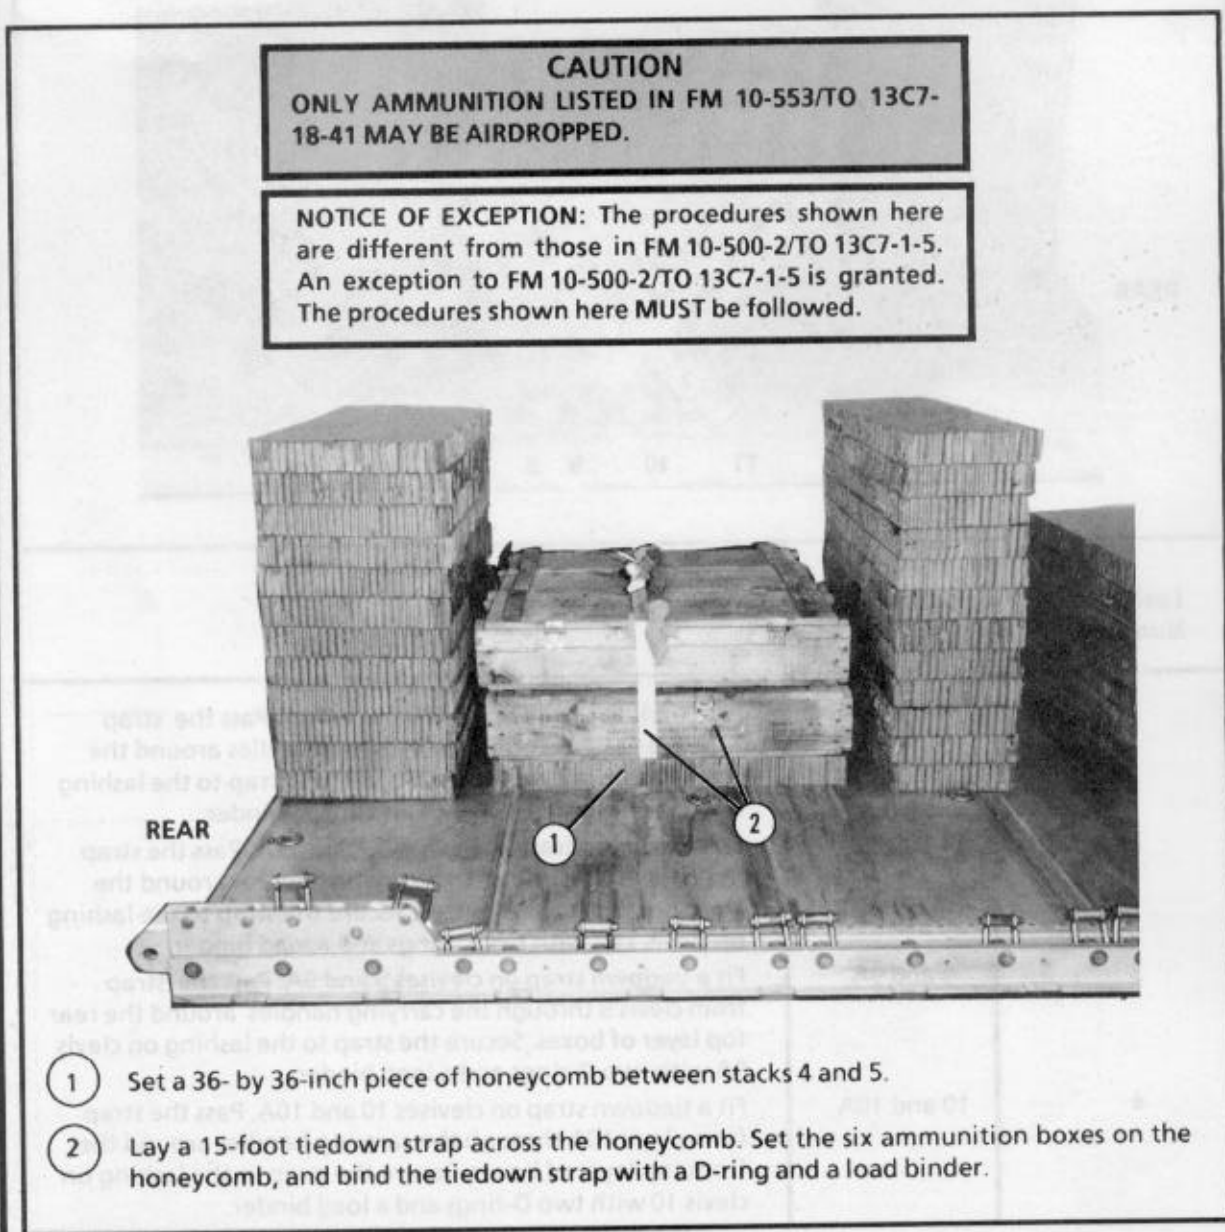 CAUTION
ONLY AMMUNITION LISTED IN FM 10-553/TO 13C7-
18-41 MAY BE AIRDROPPED.
NOTICE OF EXCEPTION: The procedures shown here
are different from those in FM 10-500-2/TO 13C7-1-5.
An exception to FM 10-500-2/TO 13C7-1-5 is granted.
The procedures shown here MUST be followed.
REAR
1
2
1 Set a 36- by 36-inch piece of honeycomb between stacks 4 and 5.
2 Lay a 15-foot tiedown strap across the honeycomb. Set the six ammunition boxes on the
honeycomb, and bind the tiedown strap with a D-ring and a load binder.